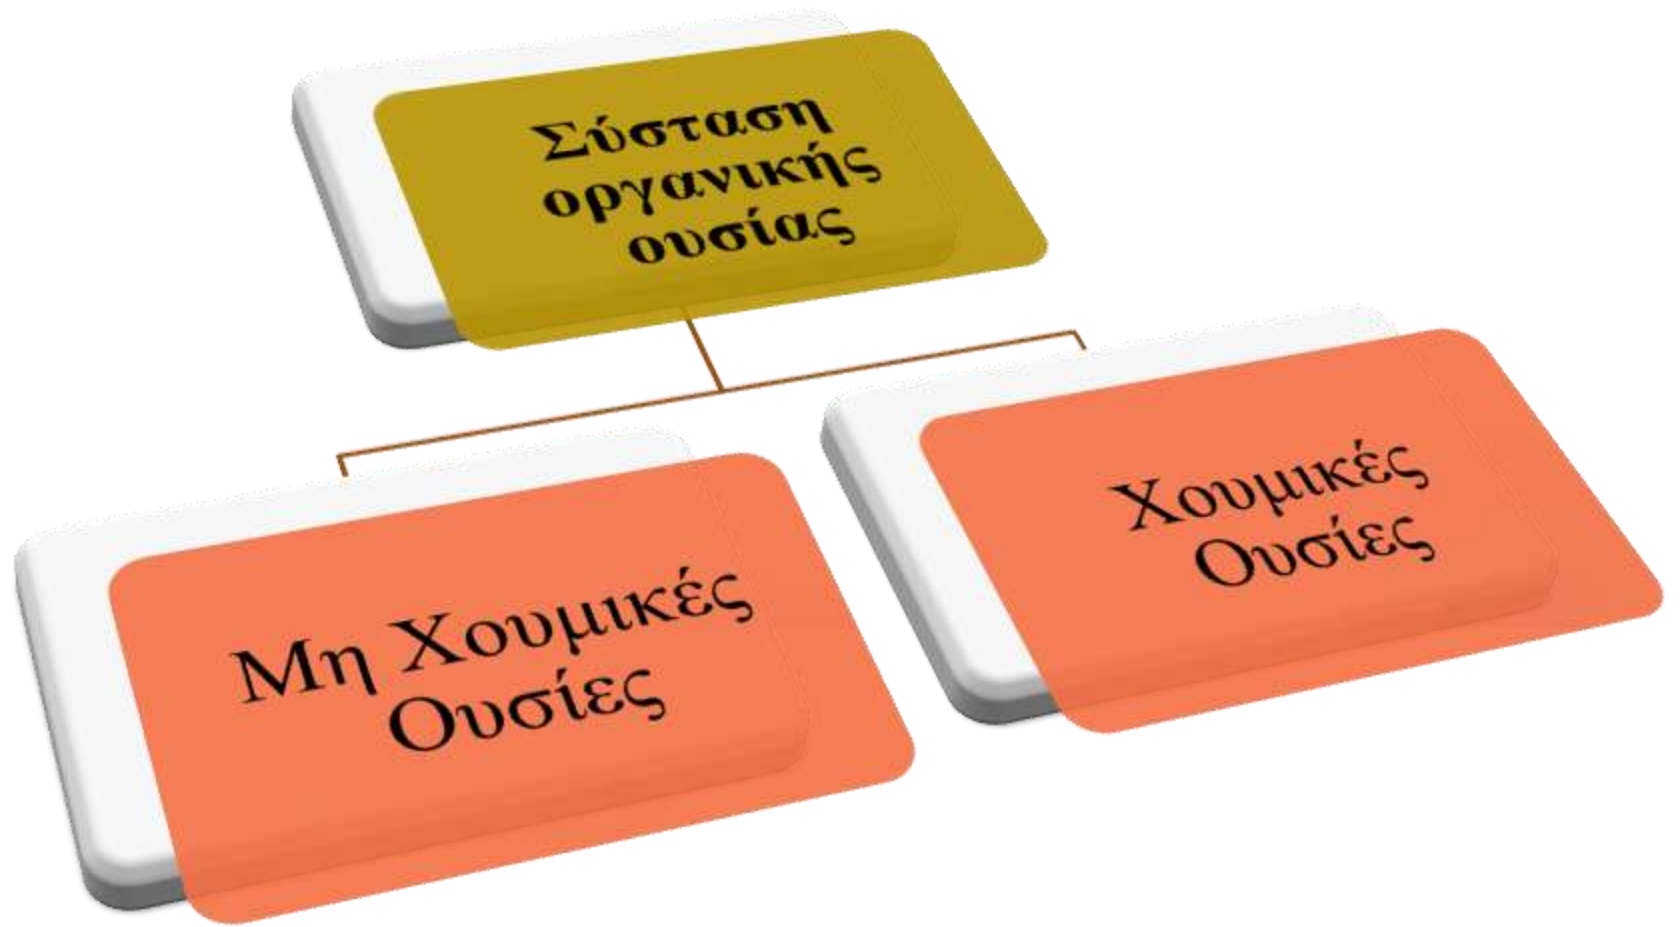 Σύσταση
οργανικής
ουσίας
Μη Χουμικές
Ουσίες
Χουμικές
Ουσίες